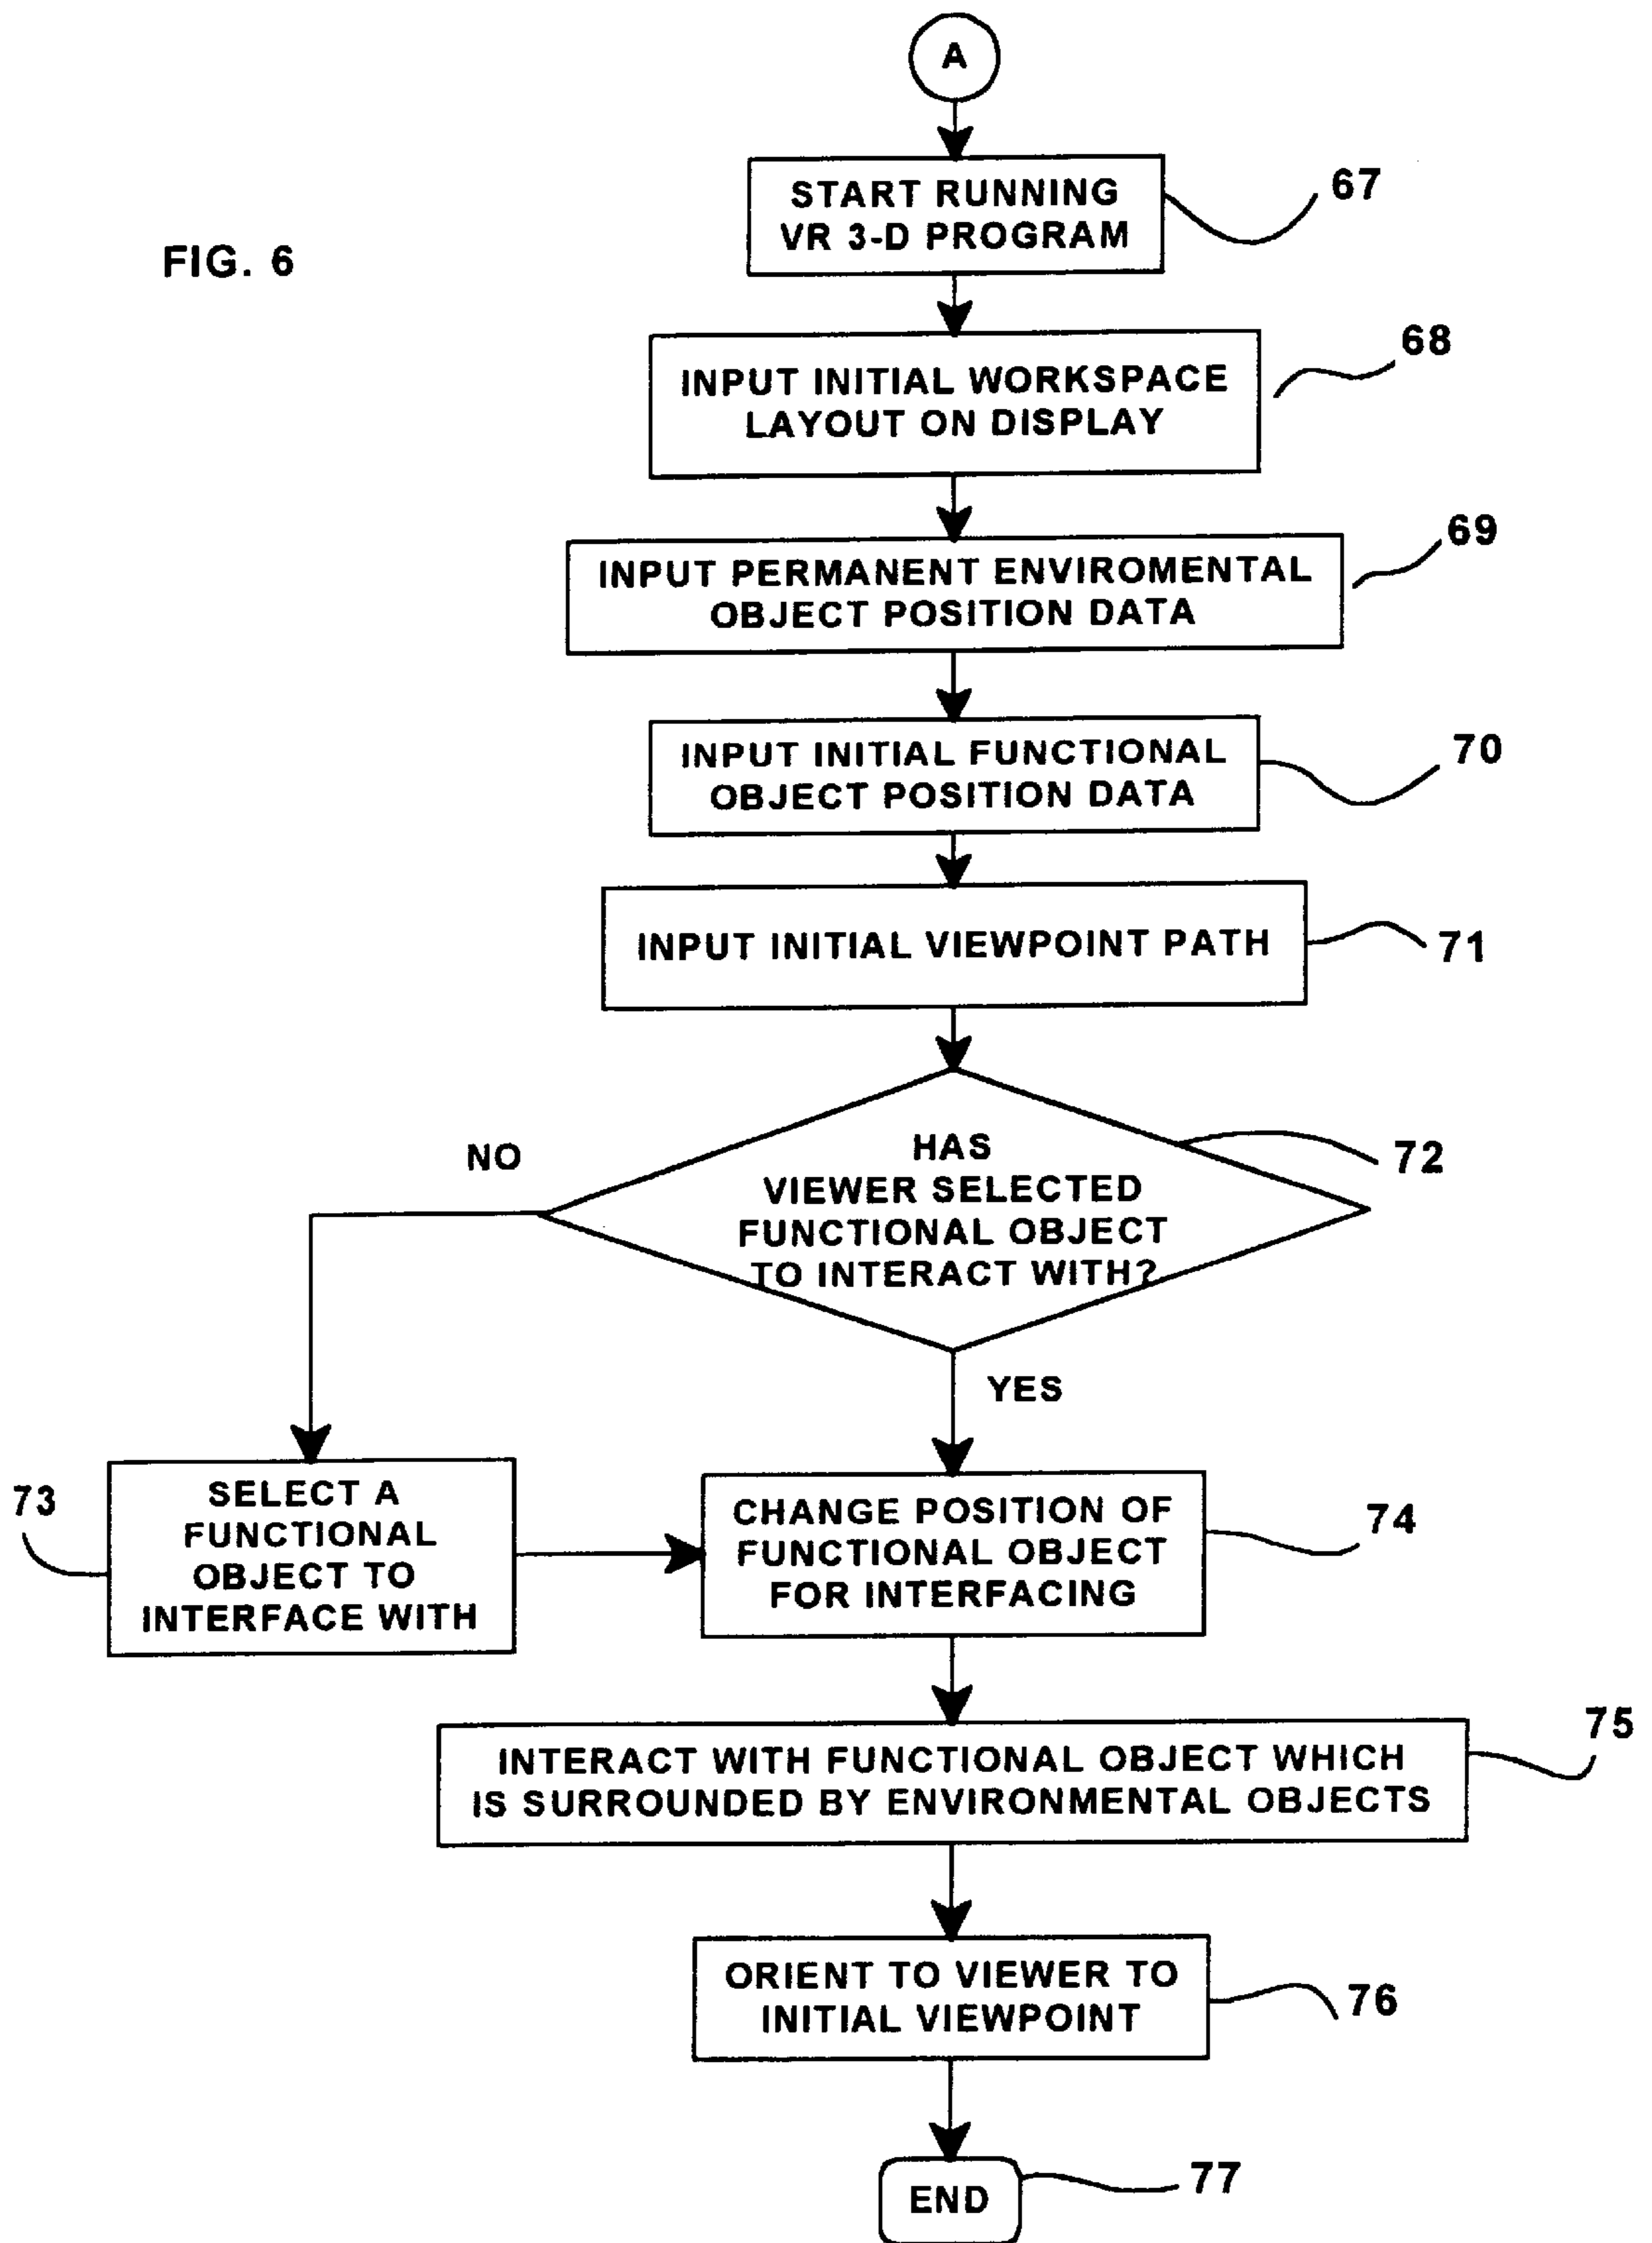 A
START RUNNING
VR 3-D PROGRAM
67
FIG. 6
INPUT INITIAL WORKSPACE
LAYOUT ON DISPLAY
68
INPUT PERMANENT ENVIROMENTAL
OBJECT POSITION DATA
69
INPUT INITIAL FUNCTIONAL
OBJECT POSITION DATA
70
INPUT INITIAL VIEWPOINT PATH
71
HAS
VIEWER SELECTED
FUNCTIONAL OBJECT
TO INTERACT WITH?
72
NO
YES
73
SELECT A
FUNCTIONAL
OBJECT TO
INTERFACE WITH
CHANGE POSITION OF
FUNCTIONAL OBJECT
FOR INTERFACING
74
INTERACT WITH FUNCTIONAL OBJECT WHICH
IS SURROUNDED BY ENVIRONMENTAL OBJECTS
75
ORIENT TO VIEWER TO
INITIAL VIEWPOINT
76
END
77